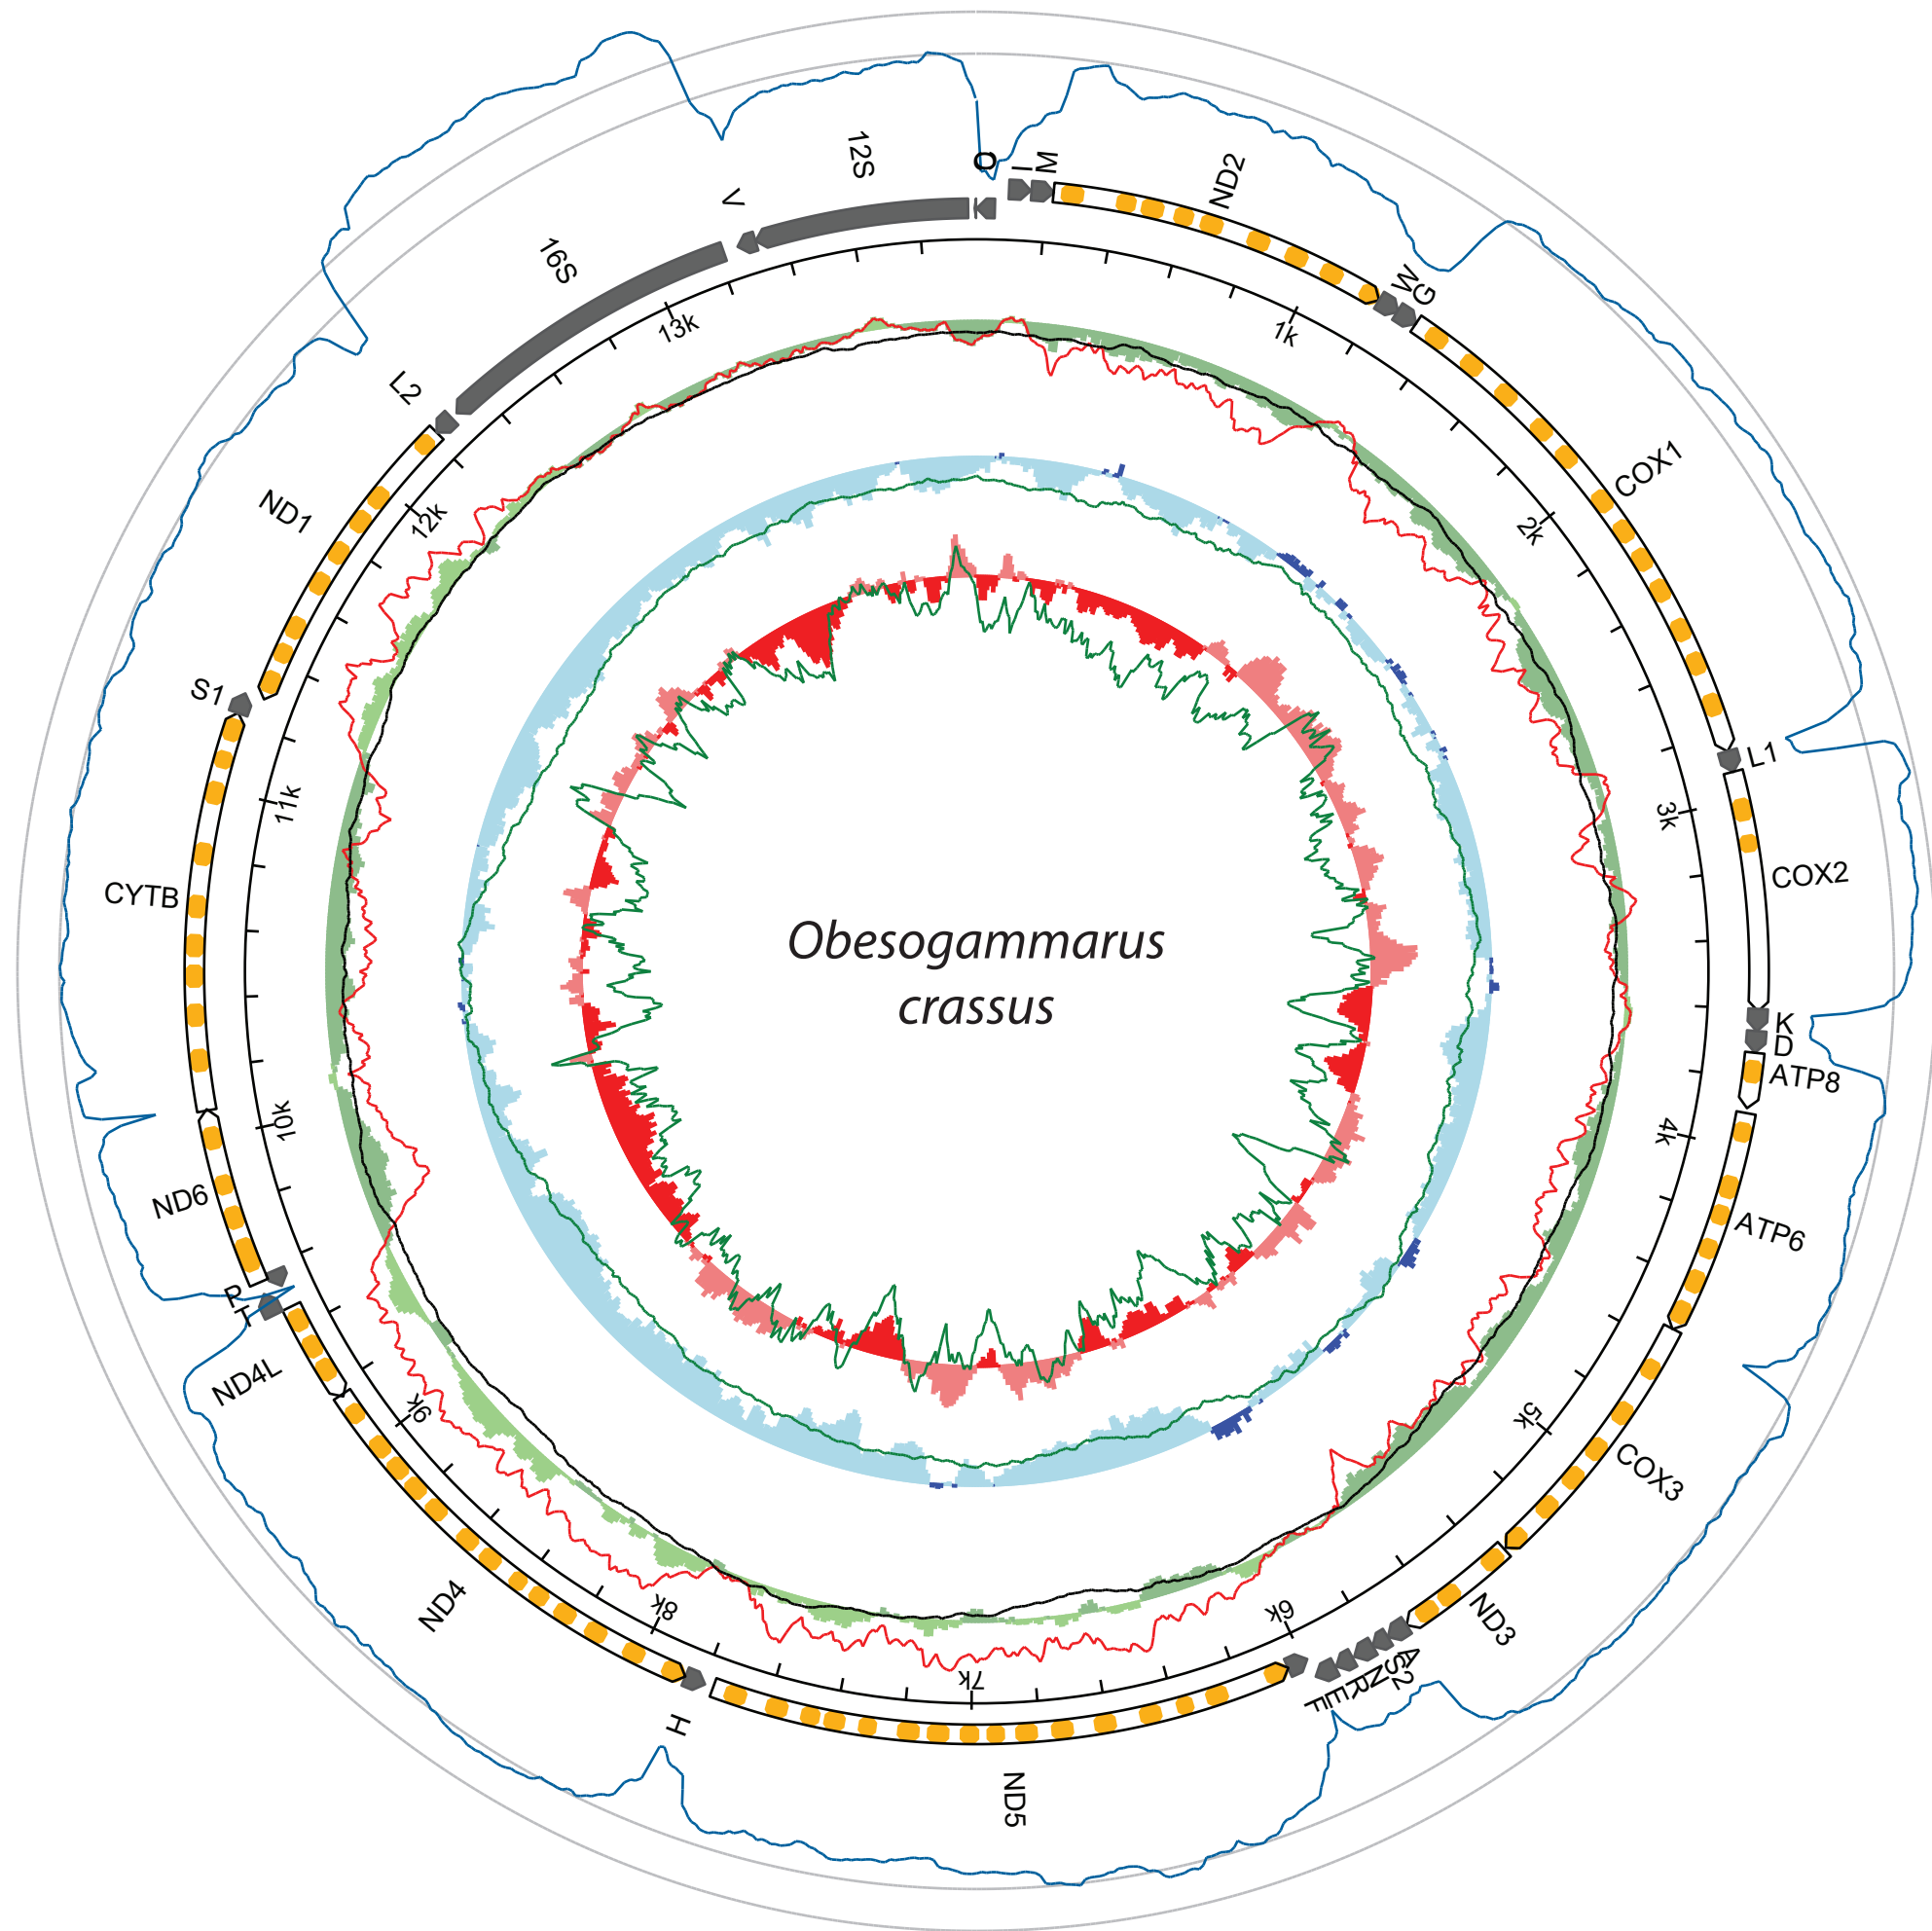 Obesogammarus
crassus
I
M
ND2
W
G
COX1
L1
COX2
K
D
ATP8
ATP6
COX3
ND3
A
S2
N
R
E
F
ND5
H
ND4
ND4L
T
P
ND6
CYTB
S1
ND1
L2
16S
V
12S
1k
2k
3k
4k
5k
6k
7k
8k
9k
10k
11k
12k
13k